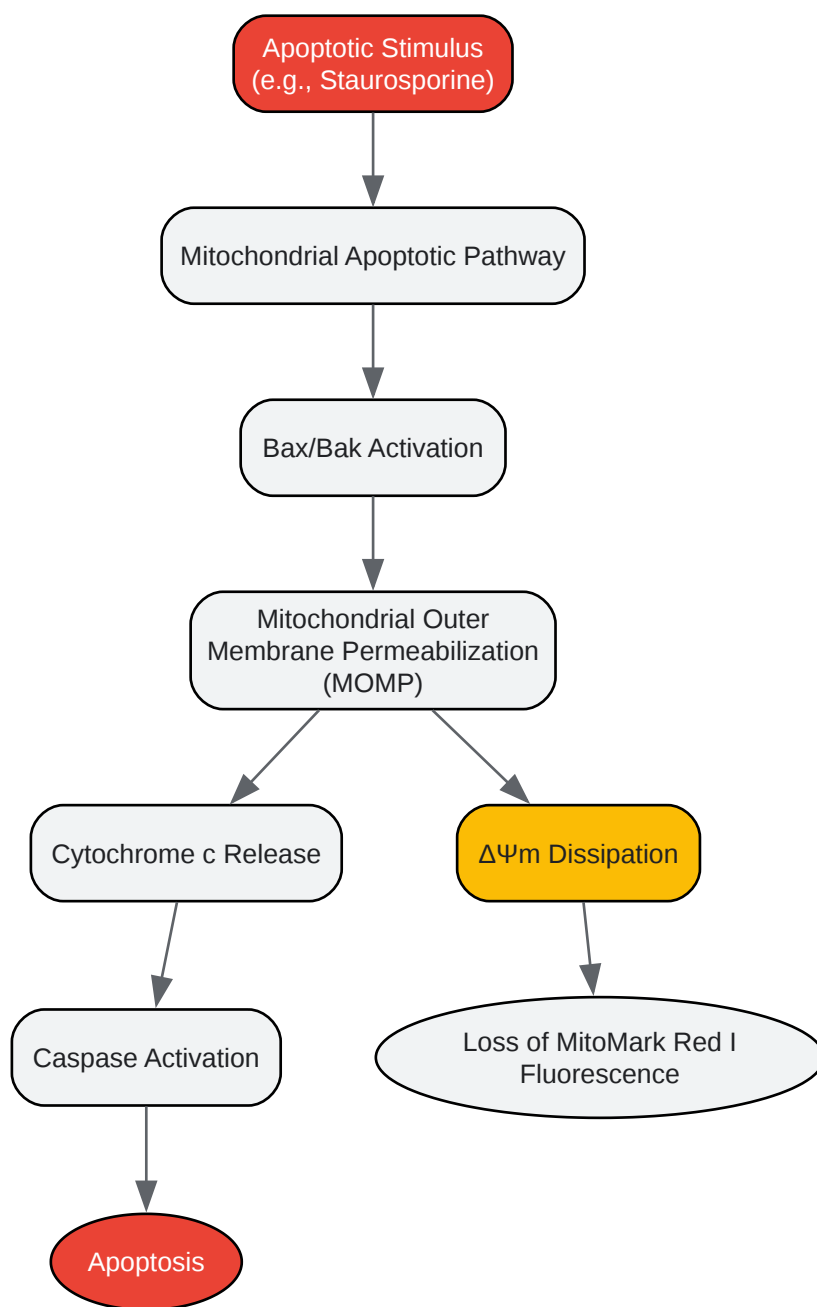 Apoptotic Stimulus
(e.g., Staurosporine)
Mitochondrial Apoptotic Pathway
Bax/Bak Activation
Mitochondrial Outer
Membrane Permeabilization
(MOMP)
Cytochrome c Release
ΔΨm Dissipation
Caspase Activation
Loss of MitoMark Red I
Fluorescence
Apoptosis